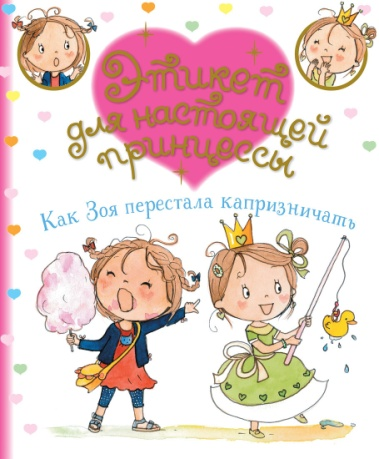 Этикет
для настоящей
принцессы
Как Зоя перестала капризничать